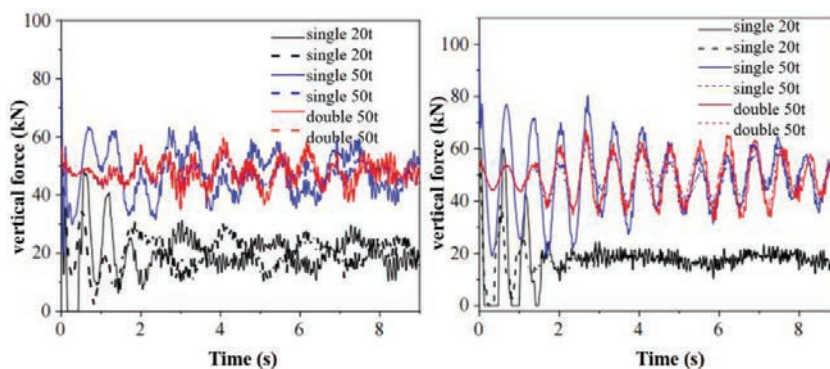 100
80
60
40
20
0
vertical force (kN)
single 20t
single 20t
single 50t
single 50t
double 50t
double 50t
0 2 4 6 8
Time (s)
100
80
60
40
20
0
vertical force (kN)
single 20t
single 20t
single 50t
single 50t
double 50t
double 50t
0 2 4 6 8
Time (s)